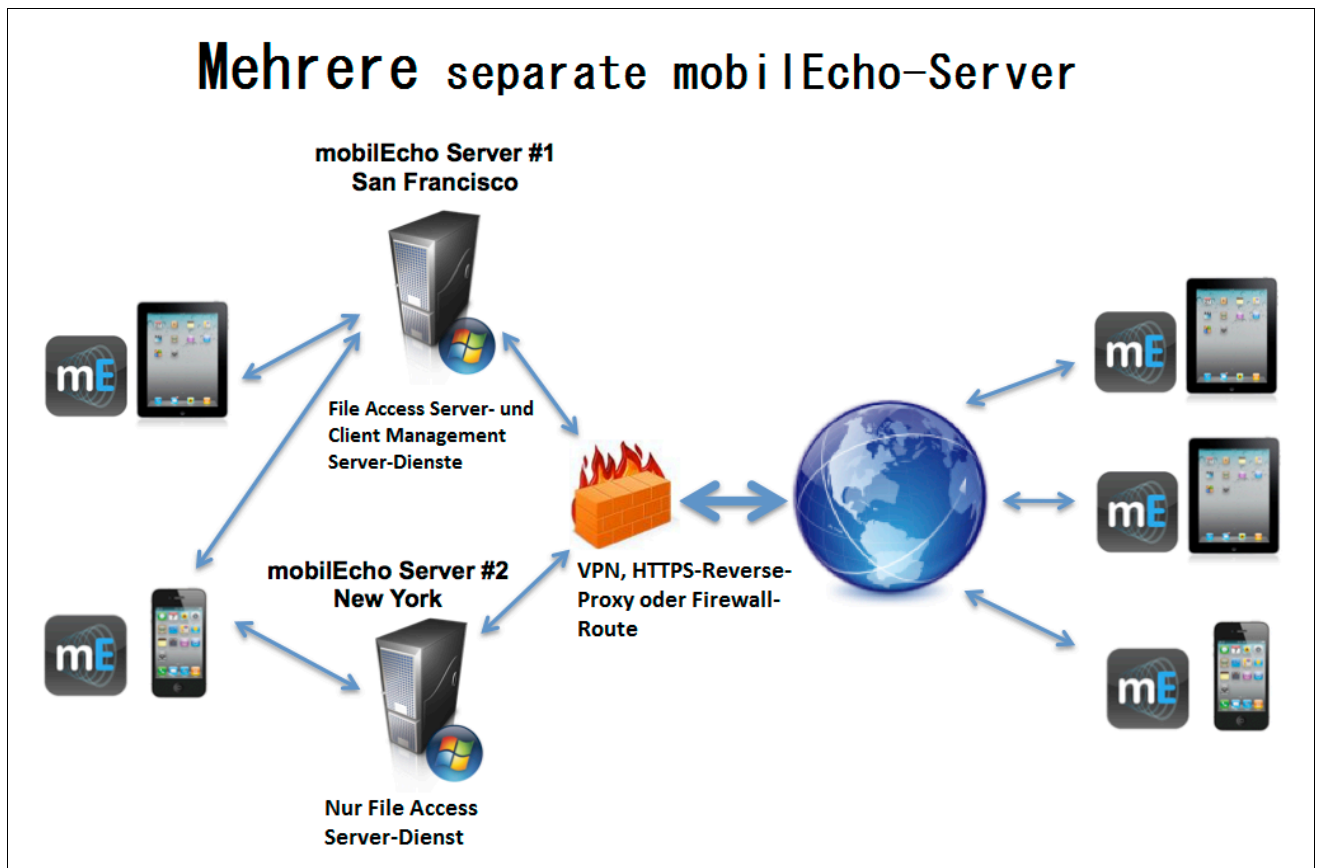 Mehrere separate mobilEcho-Server
mobilEcho Server #1
San Francisco
mE
File Access Server- und
Client Management
Server-Dienste
mE
mE
mobilEcho Server #2
New York
VPN, HTTPS-Reverse-
Proxy oder Firewall-
Route
mE
mE
Nur File Access
Server-Dienst